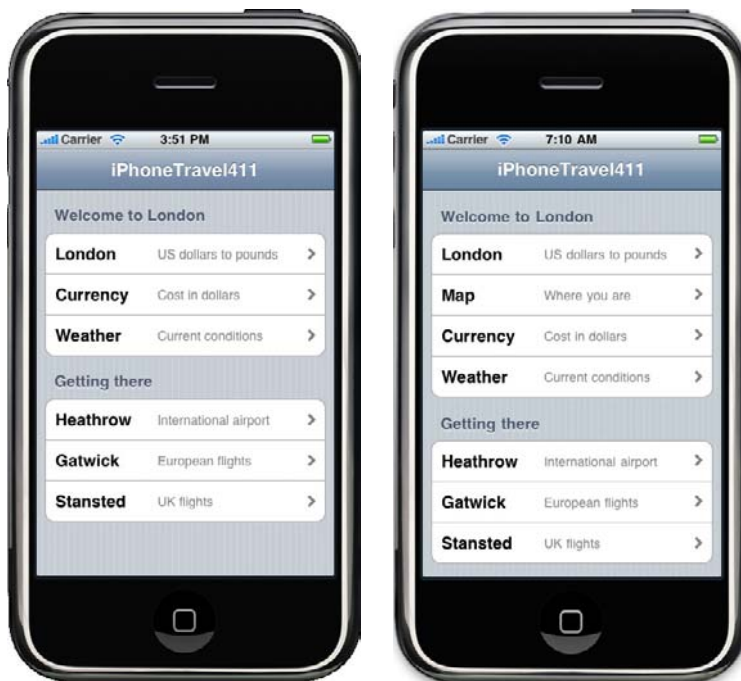 Carrier 3:51 PM
iPhoneTravel411
Welcome to London
London US dollars to pounds
Currency Cost in dollars
Weather Current conditions
Getting there
Heathrow International airport
Gatwick European flights
Stansted UK flights
Carrier 7:10 AM
iPhoneTravel411
Welcome to London
London US dollars to pounds
Map Where you are
Currency Cost in dollars
Weather Current conditions
Getting there
Heathrow International airport
Gatwick European flights
Stansted UK flights